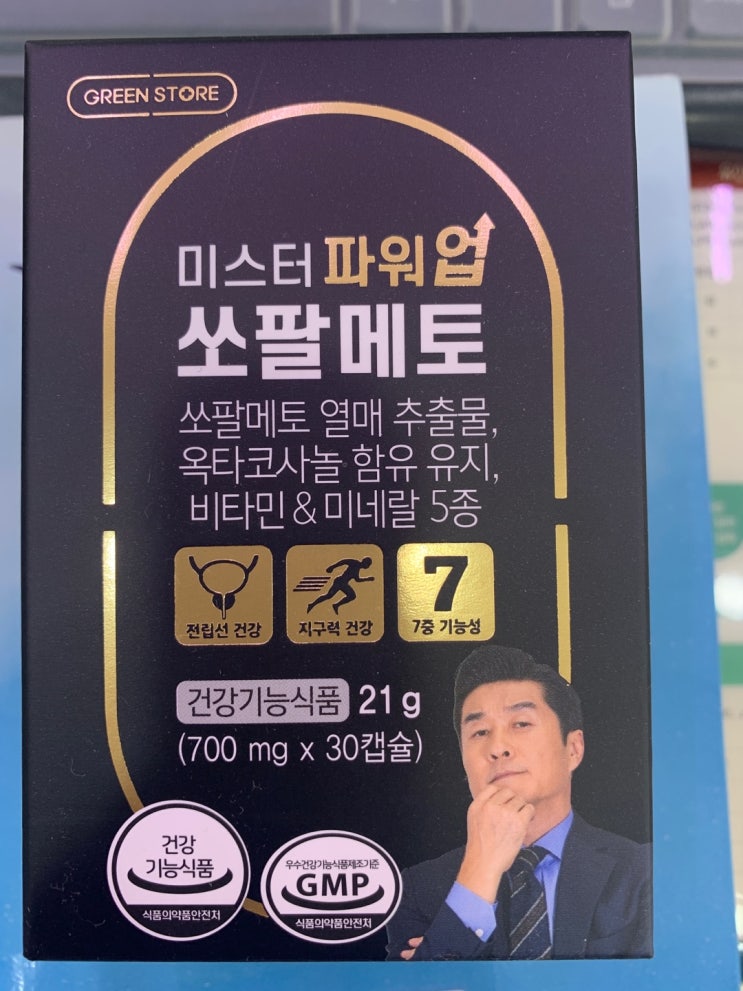 GREEN STORE
미스터 파워업
쏘팔메토
쏘팔메토 열매 추출물,
옥타코사놀 함유 유지,
비타민 & 미네랄 5종
전립선 건강
지구력 건강
7
7중 기능성
건강기능식품 21 g
(700 mg x 30캡슐)
건강
기능식품
식품의약품안전처
우수건강기능식품제조기준
GMP
식품의약품안전처